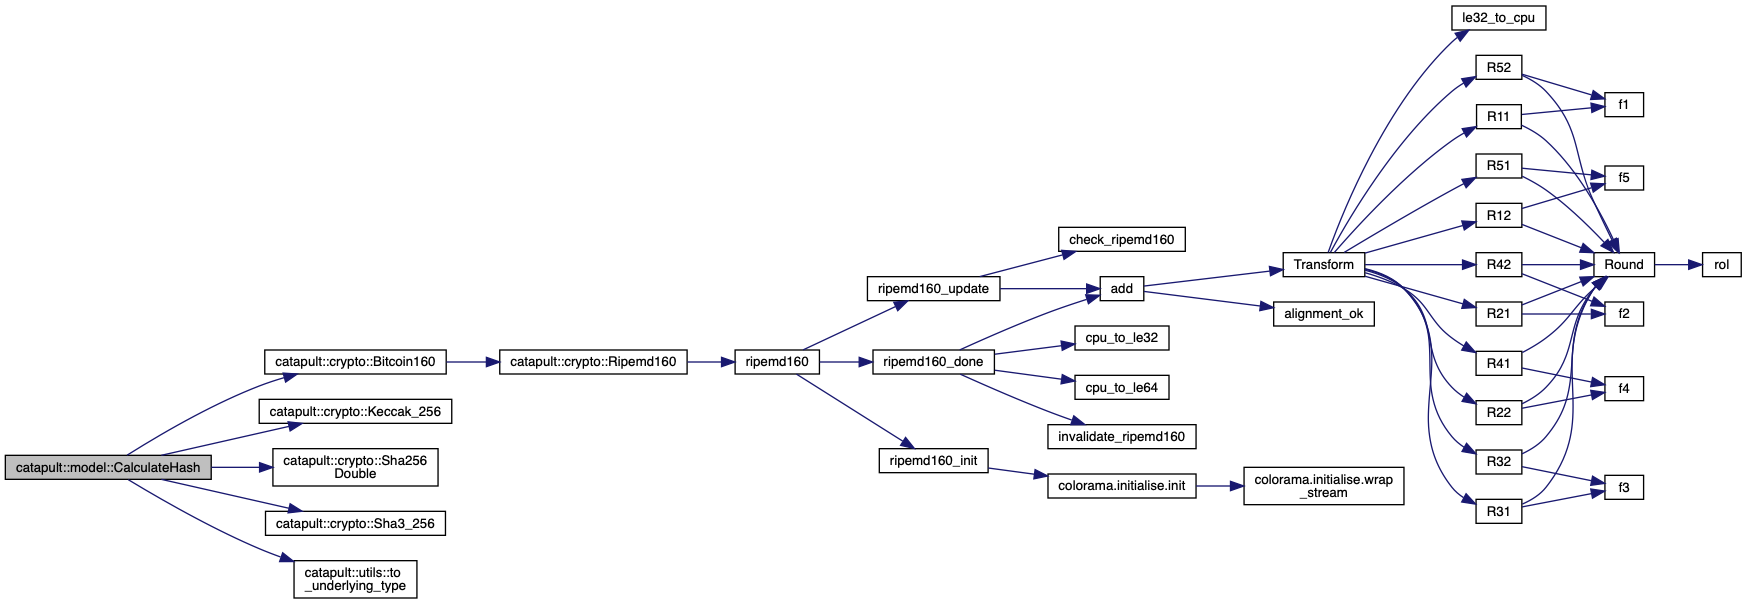 le32_to_cpu
R52
f1
R11
R51
f5
R12
check_ripemd160
Transform
R42
Round
rol
ripemd160_update
add
alignment_ok
R21
f2
cpu_to_le32
catapult::crypto::Bitcoin160
catapult::crypto::Ripemd160
ripemd160
ripemd160_done
R41
cpu_to_le64
f4
catapult::crypto::Keccak_256
R22
invalidate_ripemd160
catapult::model::CalculateHash
catapult::crypto::Sha256
Double
ripemd160_init
R32
colorama.initialise.init
colorama.initialise.wrap
_stream
f3
R31
catapult::crypto::Sha3_256
catapult::utils::to
_underlying_type